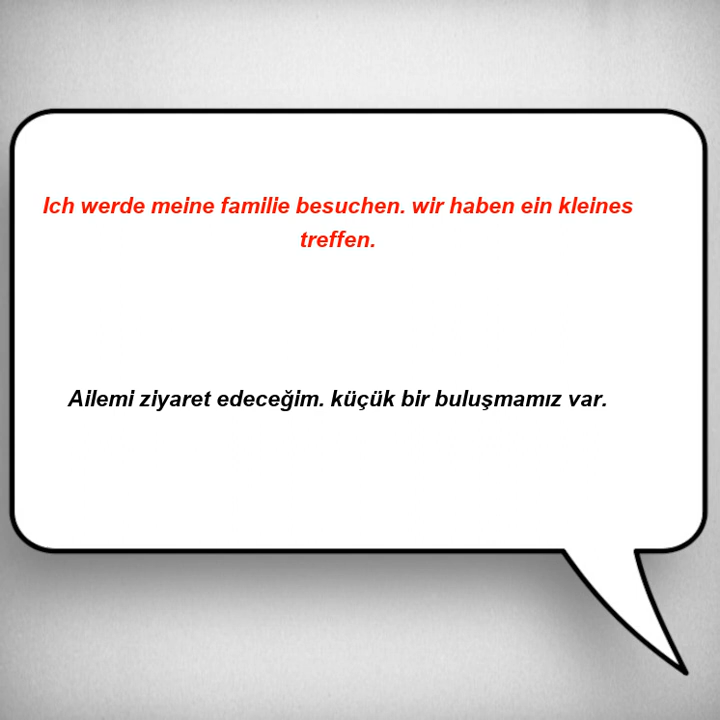 Ich werde meine familie besuchen. wir haben ein kleines
treffen.
Ailemi ziyaret edeceğim. küçük bir buluşmamız var.